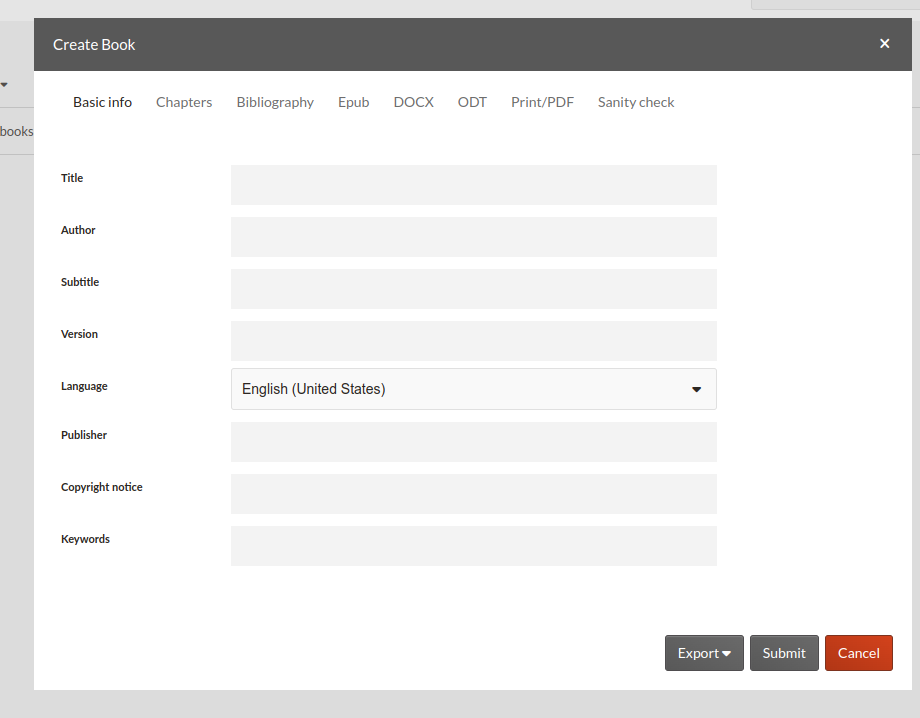 Create Book ×
Basic info Chapters Bibliography Epub DOCX ODT Print/PDF Sanity check
books
Title
Author
Subtitle
Version
Language English (United States)
Publisher
Copyright notice
Keywords
Export Submit Cancel